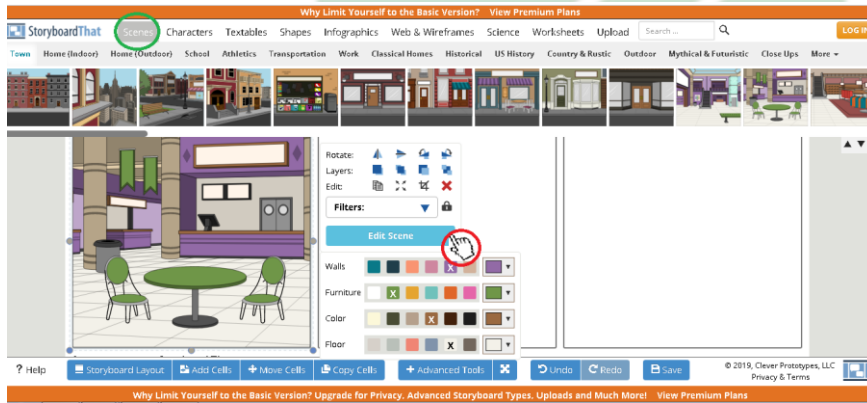 Why Limit Yourself to the Basic Version? View Premium Plans
StoryboardThat Scenes Characters Textables Shapes Infographics Web & Wireframes Science Worksheets Upload Search ... LOG IN
Town Home (Indoor) Home (Outdoor) School Athletics Transportation Work Classical Homes Historical US History Country & Rustic Outdoor Mythical & Futuristic Close Ups More
Rotate:
Layers:
Edit:
Filters:
Edit Scene
Walls X
Furniture X
Color X
Floor X
? Help Storyboard Layout Add Cells Move Cells Copy Cells + Advanced Tools Undo Redo Save © 2019, Clever Prototypes, LLC
Privacy & Terms
Why Limit Yourself to the Basic Version? Upgrade for Privacy, Advanced Storyboard Types, Uploads and Much More! View Premium Plans